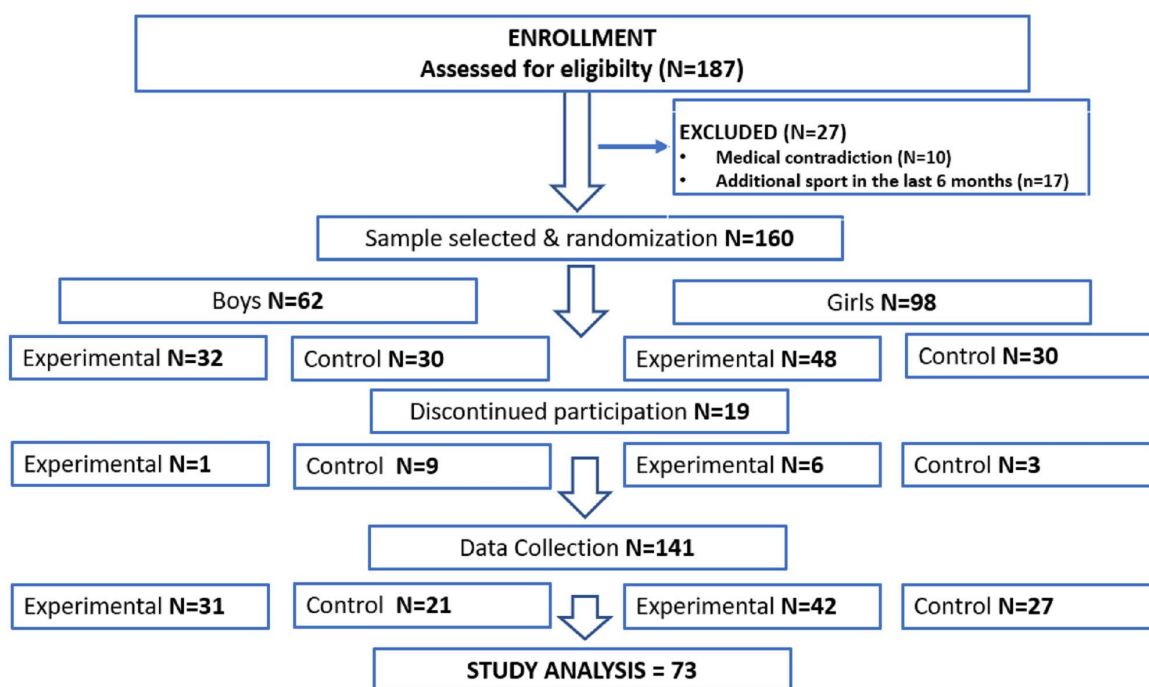 ENROLLMENT
Assessed for eligibilty (N=187)
EXCLUDED (N=27)
• Medical contradiction (N=10)
• Additional sport in the last 6 months (n=17)
Sample selected & randomization N=160
Boys N=62
Girls N=98
Experimental N=32
Control N=30
Experimental N=48
Control N=30
Discontinued participation N=19
Experimental N=1
Control N=9
Experimental N=6
Control N=3
Data Collection N=141
Experimental N=31
Control N=21
Experimental N=42
Control N=27
STUDY ANALYSIS = 73